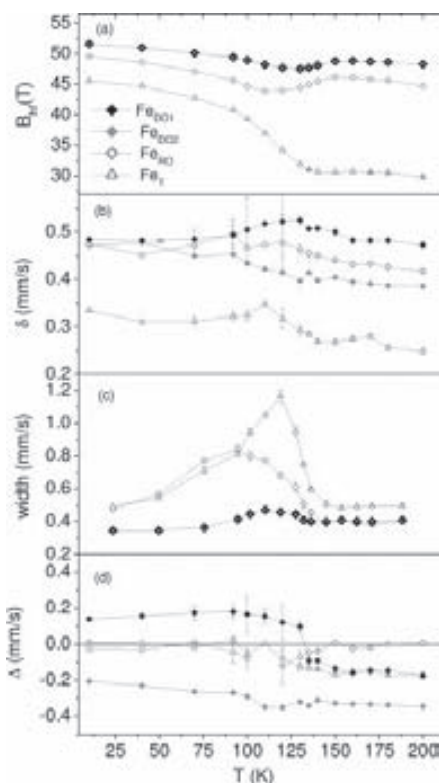 55
(a)
50
45
B_hf(T)
40
Fe_DO1
35
Fe_DO2
Fe_NO
30
Fe_T
(b)
0.5
δ (mm/s)
0.4
0.3
0.2
1.2
(c)
1.0
width (mm/s)
0.8
0.6
0.4
0.2
0.4
(d)
0.2
Δ (mm/s)
0.0
-0.2
-0.4
25 50 75 100 125 150 175 200
T (K)